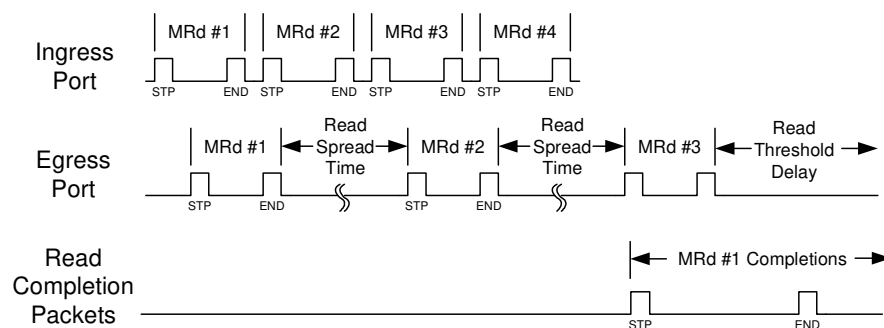 MRd #1 MRd #2 MRd #3 MRd #4
Ingress
Port
STP END STP END STP END STP END
Read
Spread
Time
Read
Spread
Time
Read
Threshold
Delay
MRd #1 MRd #2 MRd #3
Egress
Port
STP END STP END
Read
Completion
Packets
MRd #1 Completions
STP END